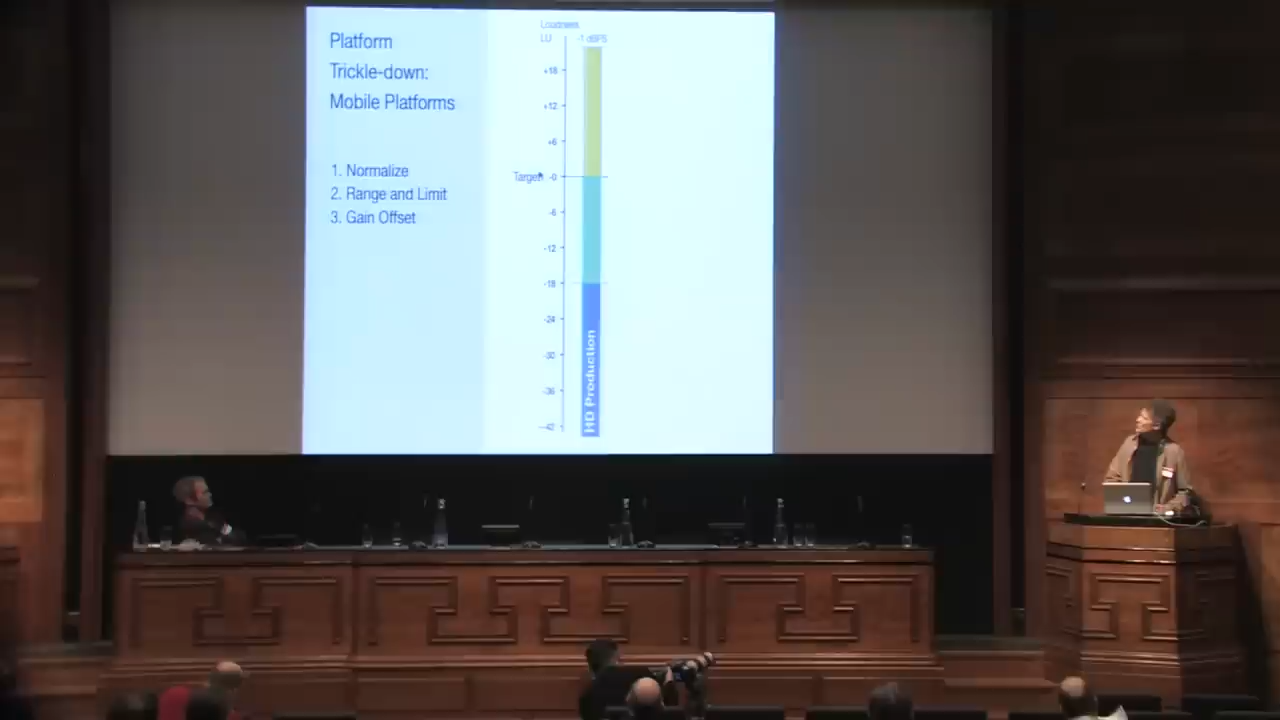 Platform
Trickle-down:
Mobile Platforms
1. Normalize
2. Range and Limit
3. Gain Offset
Loudness
LU -1 dBFS
+18
+12
+6
Target -0
-6
-12
-18
-24
-30
-36
-42
HD Production